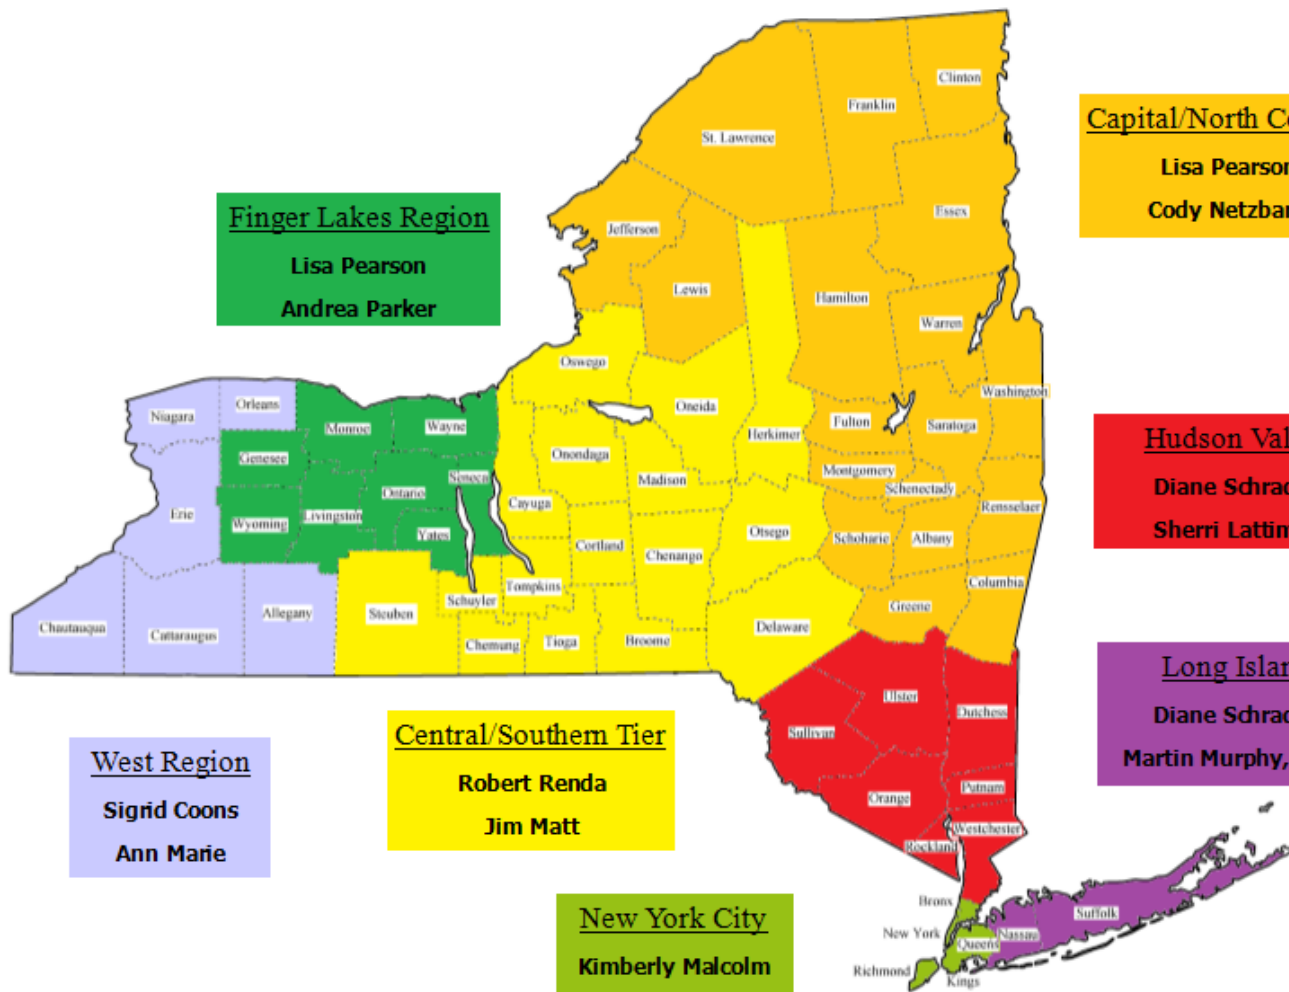 Clinton
Franklin
St. Lawrence
Capital/North Co
Lisa Pearson
Cody Netzban
Essex
Finger Lakes Region
Lisa Pearson
Andrea Parker
Jefferson
Lewis
Hamilton
Warren
Oswego
Washington
Niagara
Orleans
Monroe
Wayne
Oneida
Herkimer
Fulton
Saratoga
Hudson Val
Diane Schrad
Sherri Lattin
Genesee
Onondaga
Madison
Montgomery
Schenectady
Seneca
Ontario
Cayuga
Erie
Wyoming
Livingston
Yates
Otsego
Rensselaer
Schoharie
Albany
Cortland
Chenango
Columbia
Tompkins
Schuyler
Greene
Allegany
Steuben
Chautauqua
Cattaraugus
Chemung
Tioga
Broome
Delaware
Long Islan
Diane Schrad
Martin Murphy,
Ulster
Dutchess
Sullivan
Central/Southern Tier
Robert Renda
Jim Matt
West Region
Sigrid Coons
Ann Marie
Orange
Putnam
Westchester
Rockland
Bronx
New York
Queens
Nassau
Suffolk
Richmond
Kings
New York City
Kimberly Malcolm